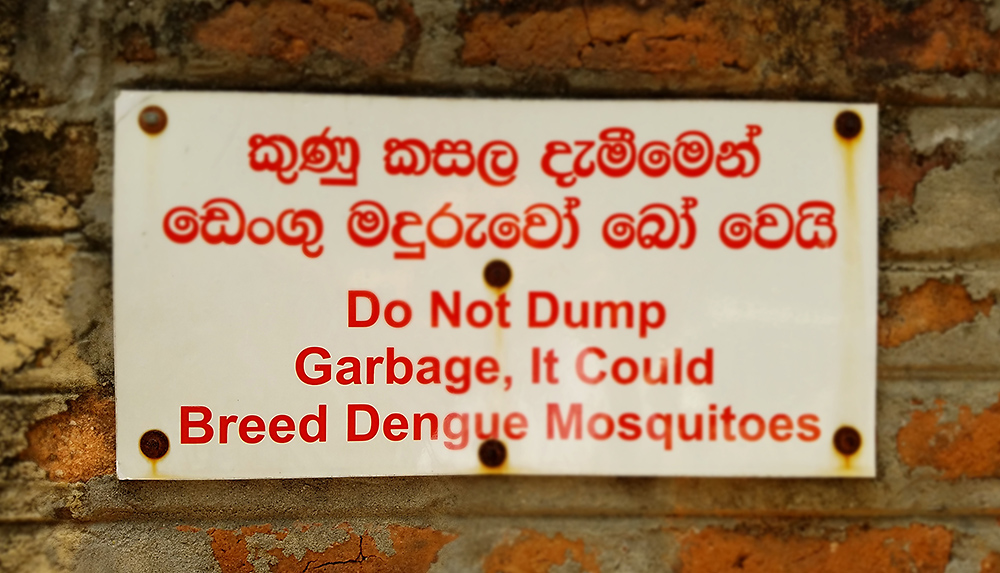 කුණු කසල දැමීමෙන්
ඩෙංගු මදුරුවෝ බෝ වෙයි
Do Not Dump
Garbage, It Could
Breed Dengue Mosquitoes